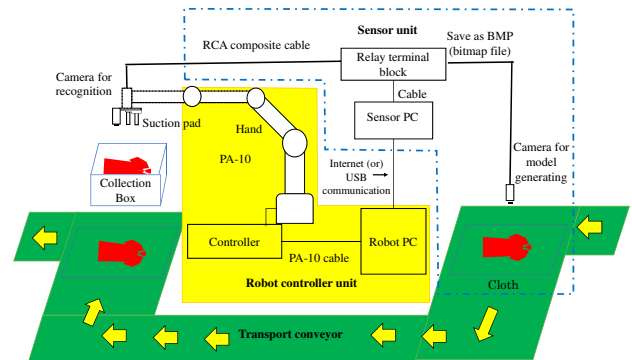 Sensor unit
Save as BMP
(bitmap file)
RCA composite cable
Relay terminal
block
Camera for
recognition
Cable
Suction pad
Sensor PC
Hand
Camera for
model
generating
PA-10
Internet (or)
USB
communication
Collection
Box
Controller
Robot PC
PA-10 cable
Robot controller unit
Cloth
Transport conveyor